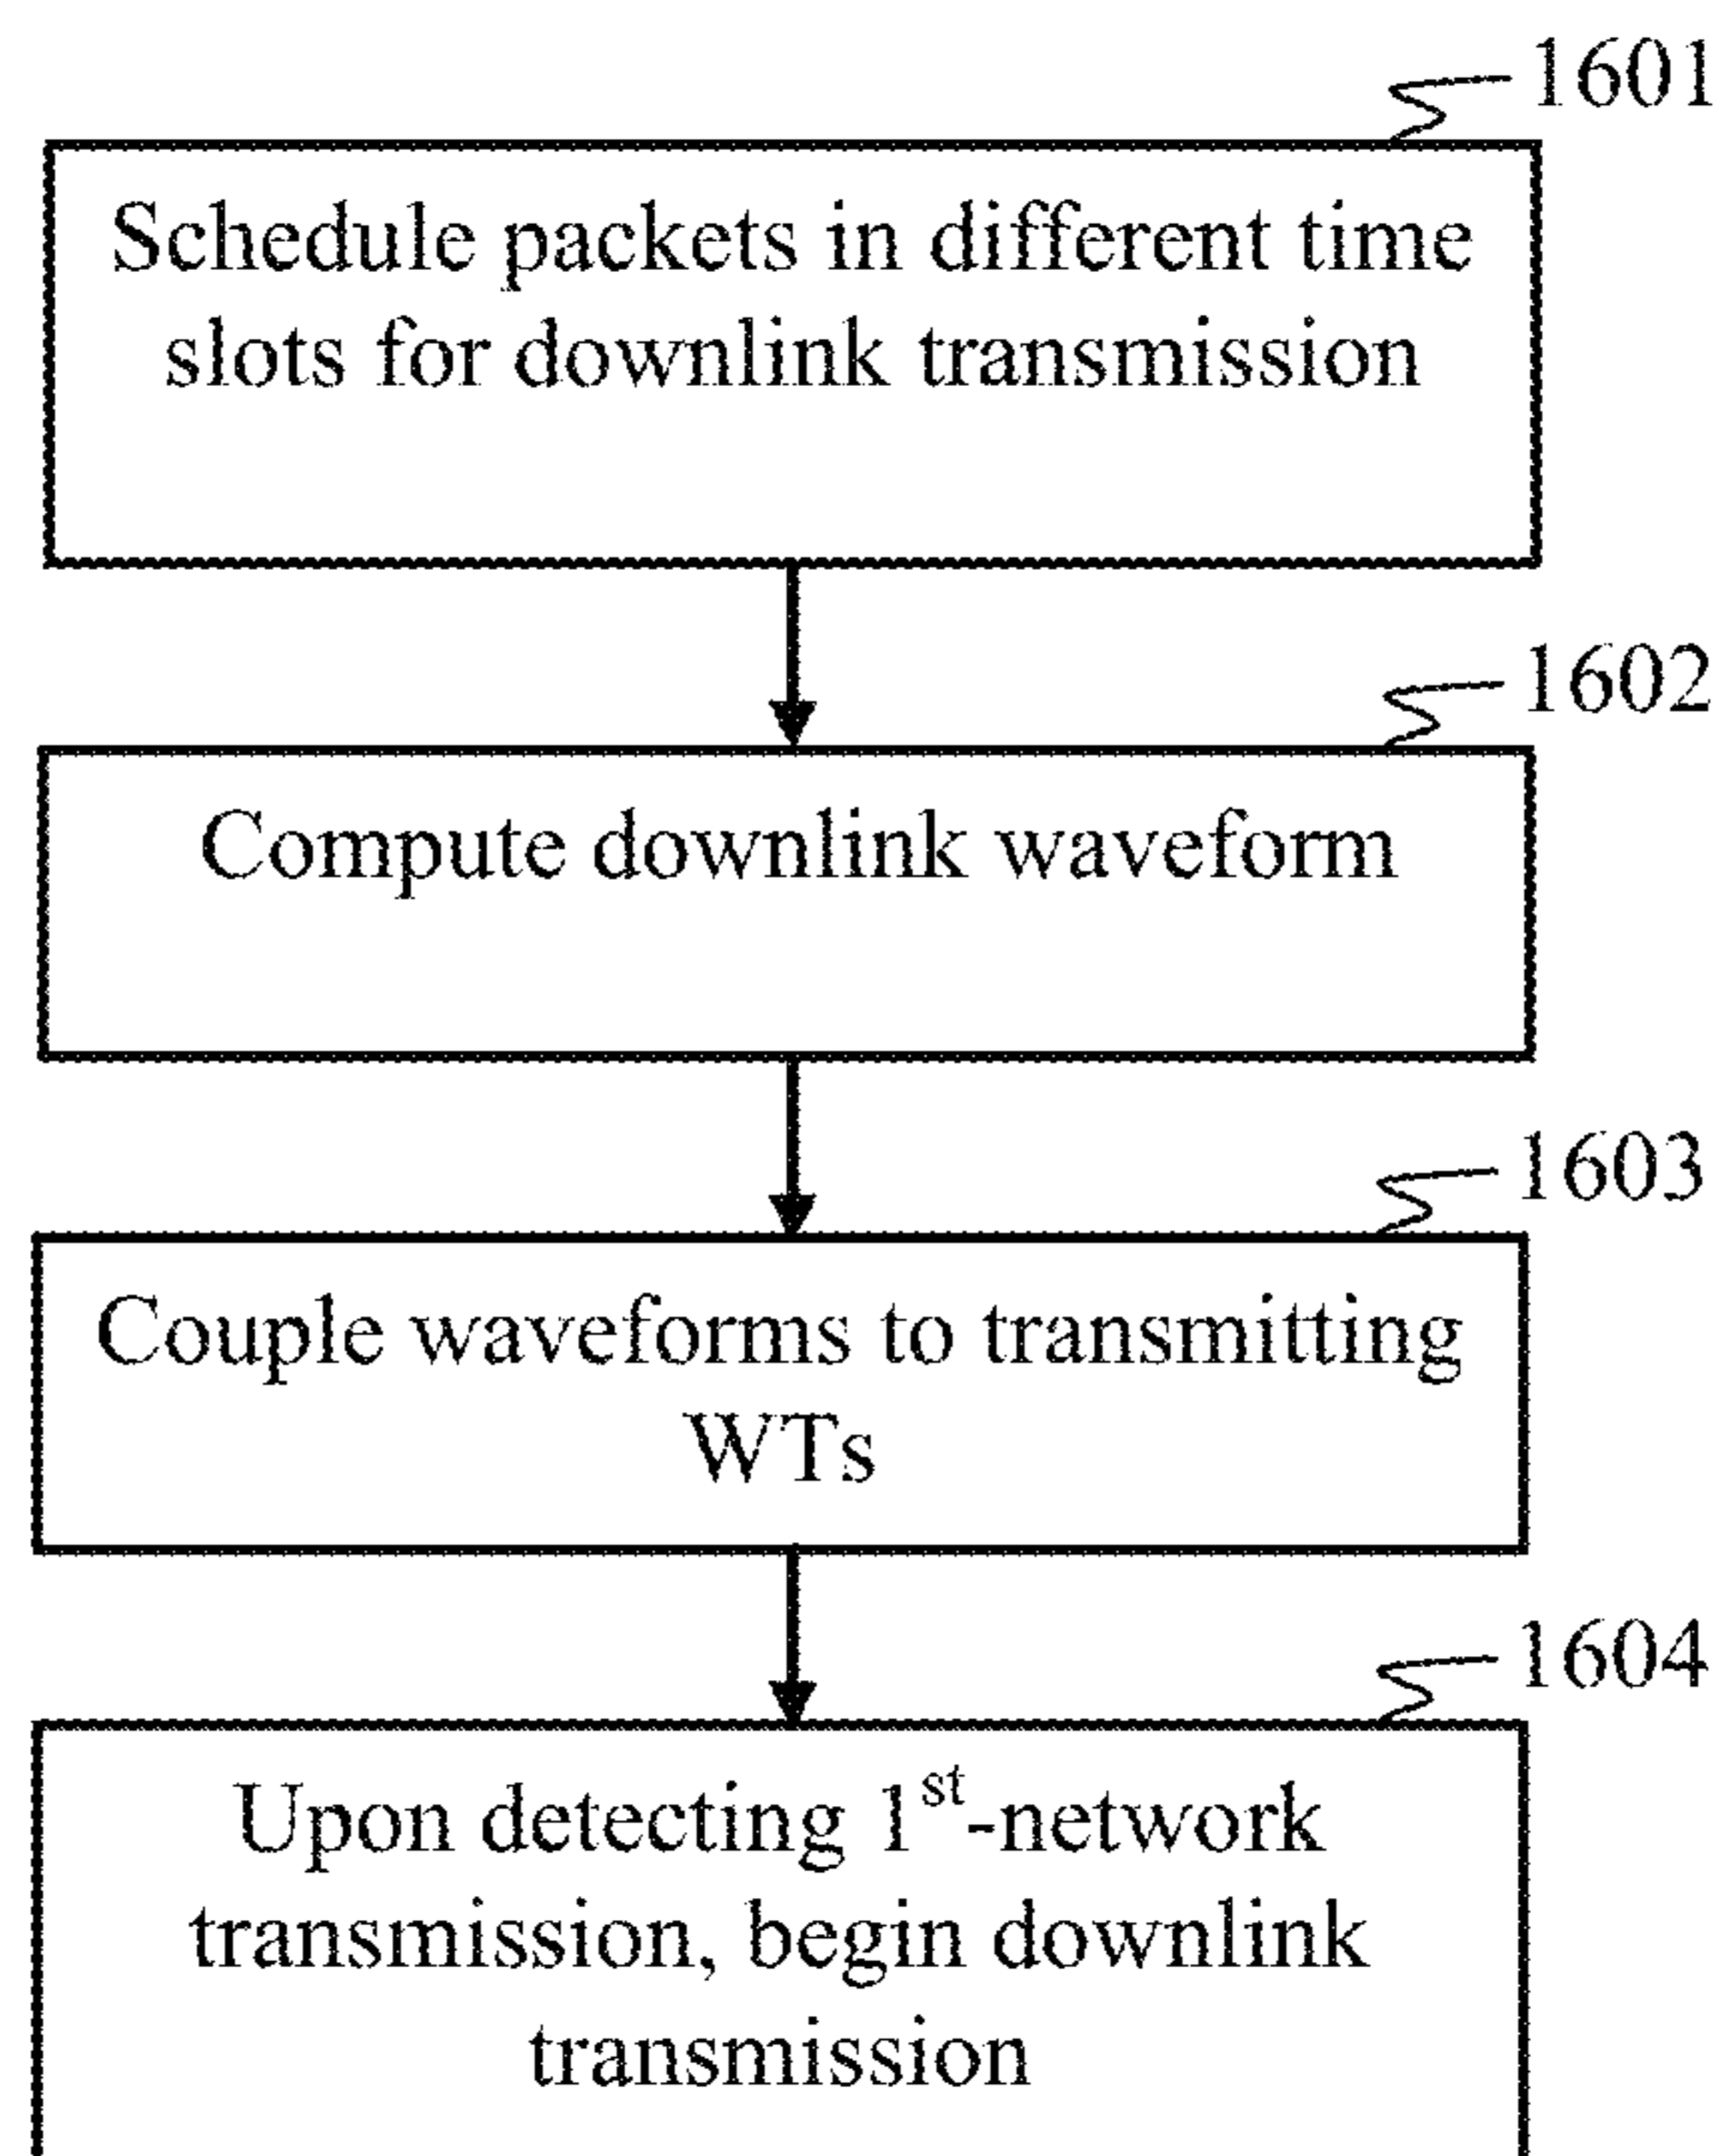 1601
Schedule packets in different time
slots for downlink transmission
1602
Compute downlink waveform
1603
Couple waveforms to transmitting
WTs
1604
Upon detecting 1st-network
transmission, begin downlink
transmission